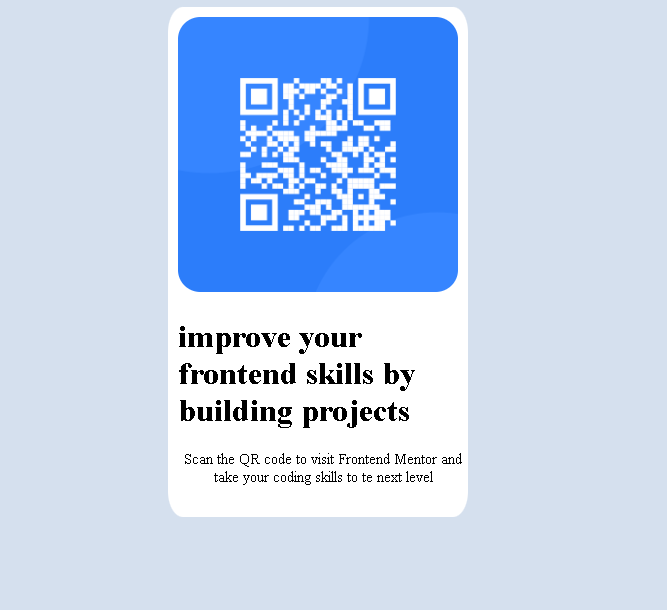 improve your
frontend skills by
building projects
Scan the QR code to visit Frontend Mentor and
take your coding skills to te next level